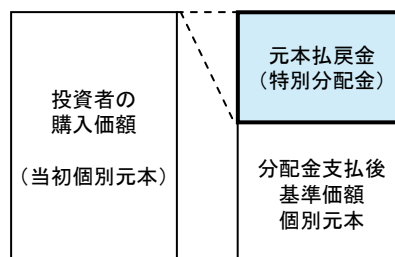 投資者の
購入価額
（当初個別元本）
元本払戻金
（特別分配金）
分配金支払後
基準価額
個別元本